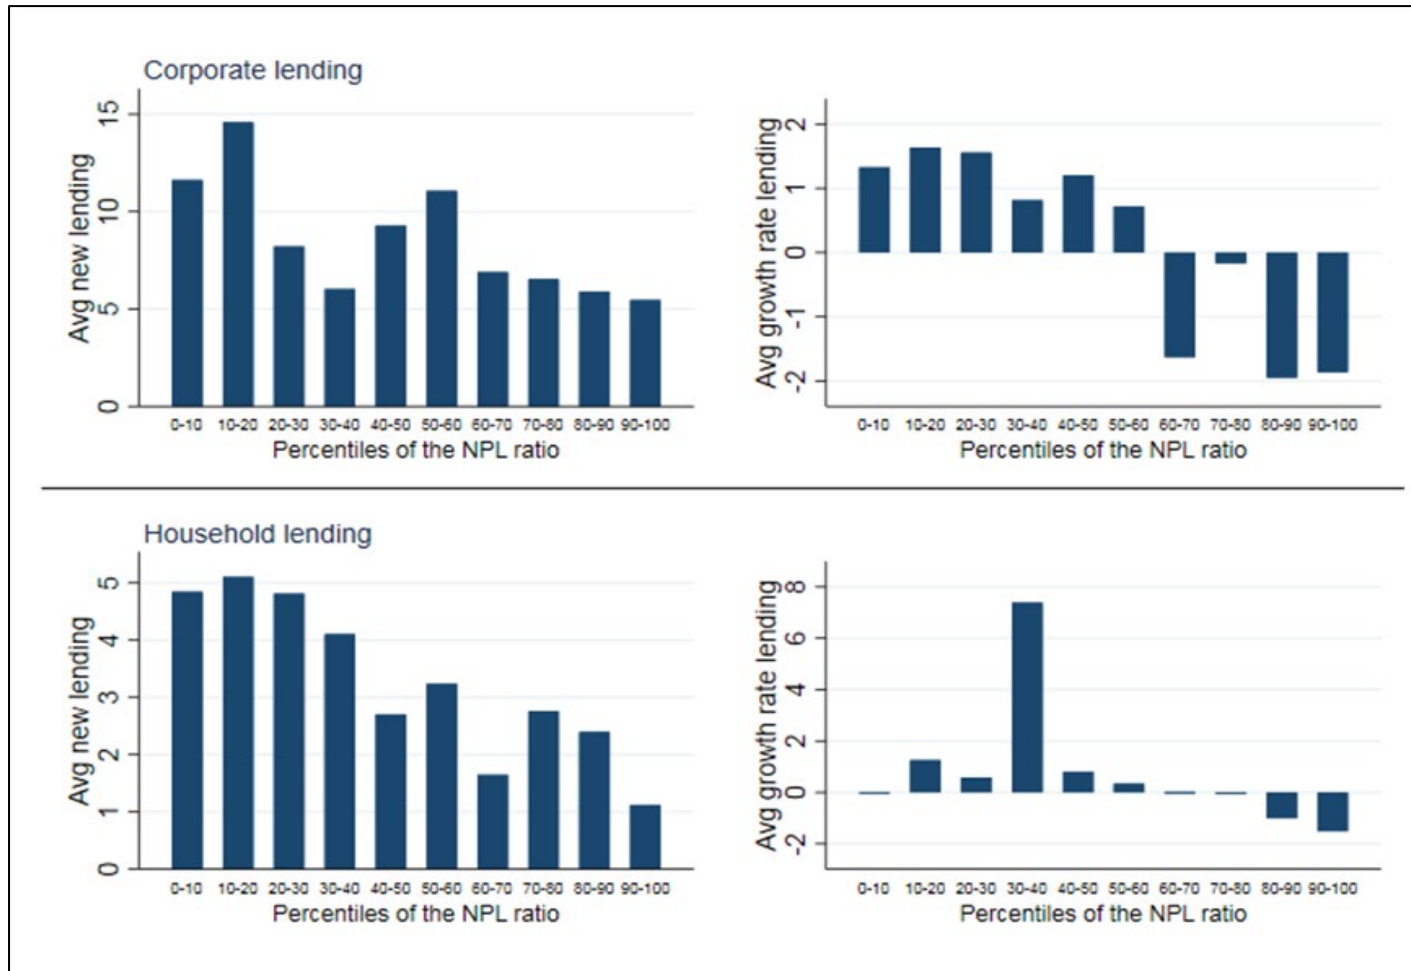 Corporate lending
Avg new lending
15
10
5
0
0-10 10-20 20-30 30-40 40-50 50-60 60-70 70-80 80-90 90-100
Percentiles of the NPL ratio
Avg growth rate lending
2
1
0
-1
-2
0-10 10-20 20-30 30-40 40-50 50-60 60-70 70-80 80-90 90-100
Percentiles of the NPL ratio
Household lending
Avg new lending
5
4
3
2
1
0
0-10 10-20 20-30 30-40 40-50 50-60 60-70 70-80 80-90 90-100
Percentiles of the NPL ratio
Avg growth rate lending
8
6
4
2
0
-2
0-10 10-20 20-30 30-40 40-50 50-60 60-70 70-80 80-90 90-100
Percentiles of the NPL ratio